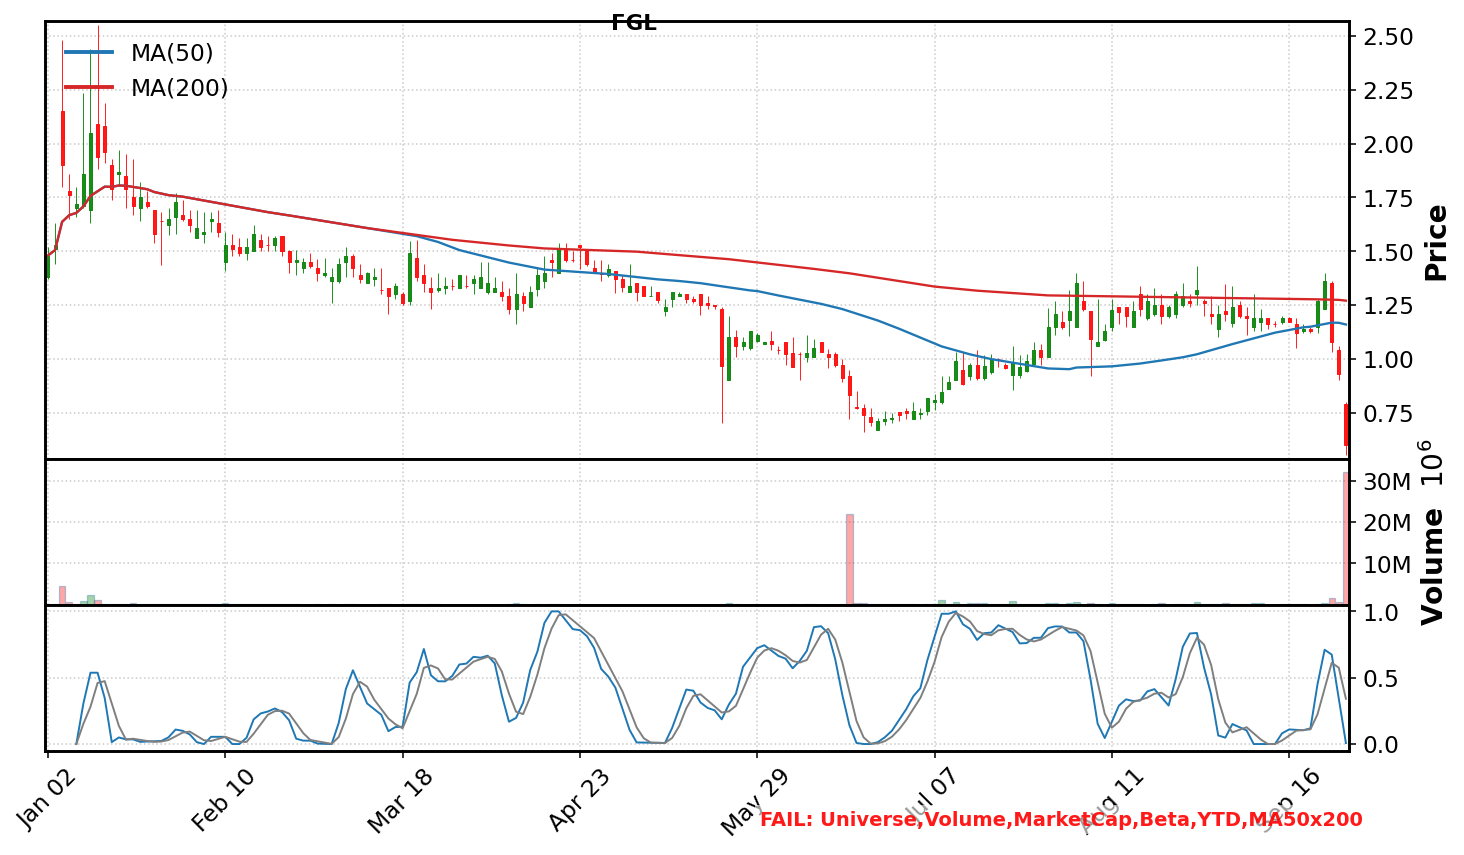 FGL
MA(50)
MA(200)
2.50
2.25
2.00
1.75
1.50
1.25
1.00
0.75
Price
30M
20M
10M
Volume 10^6
1.0
0.5
0.0
Jan 02
Feb 10
Mar 18
Apr 23
May 29
Jul 07
Aug 11
Sep 16
FAIL: Universe,Volume,MarketCap,Beta,YTD,MA50x200